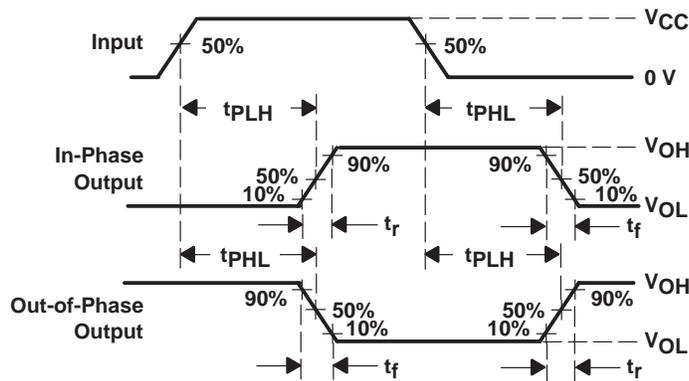 VCC
Input
50%
50%
0 V
tPLH
tPHL
In-Phase
Output
VOH
90%
90%
50%
50%
10%
10%
VOL
tr
tf
tPHL
tPLH
Out-of-Phase
Output
VOH
90%
90%
50%
50%
10%
10%
VOL
tf
tr